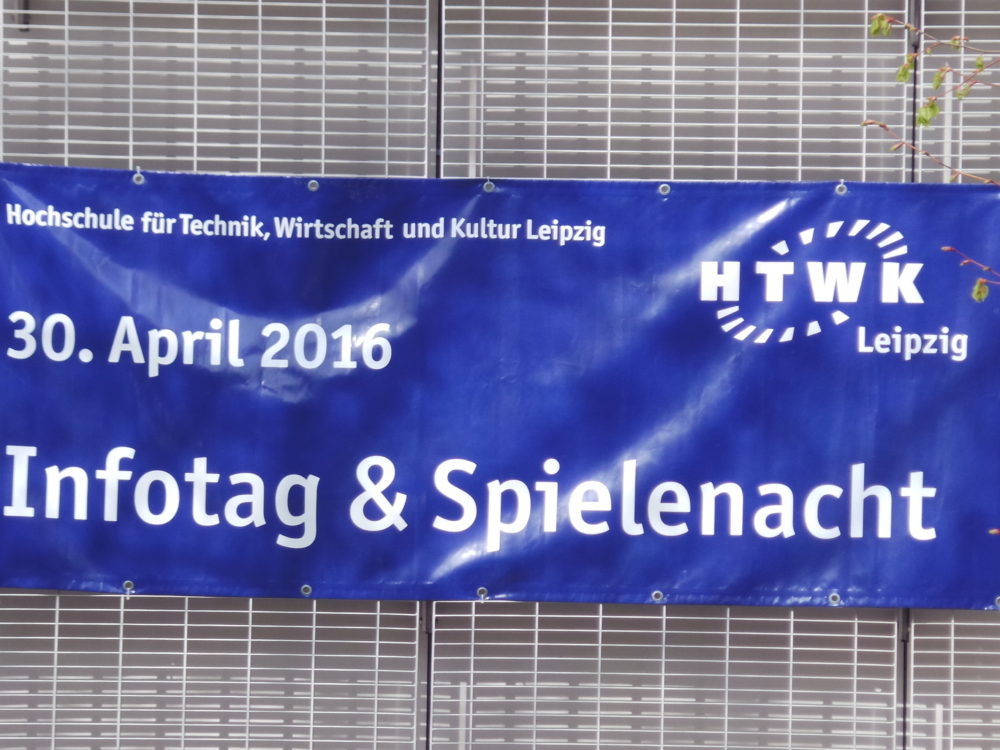 Hochschule für Technik, Wirtschaft und Kultur Leipzig
HTWK
Leipzig
30. April 2016
Infotag & Spielenacht